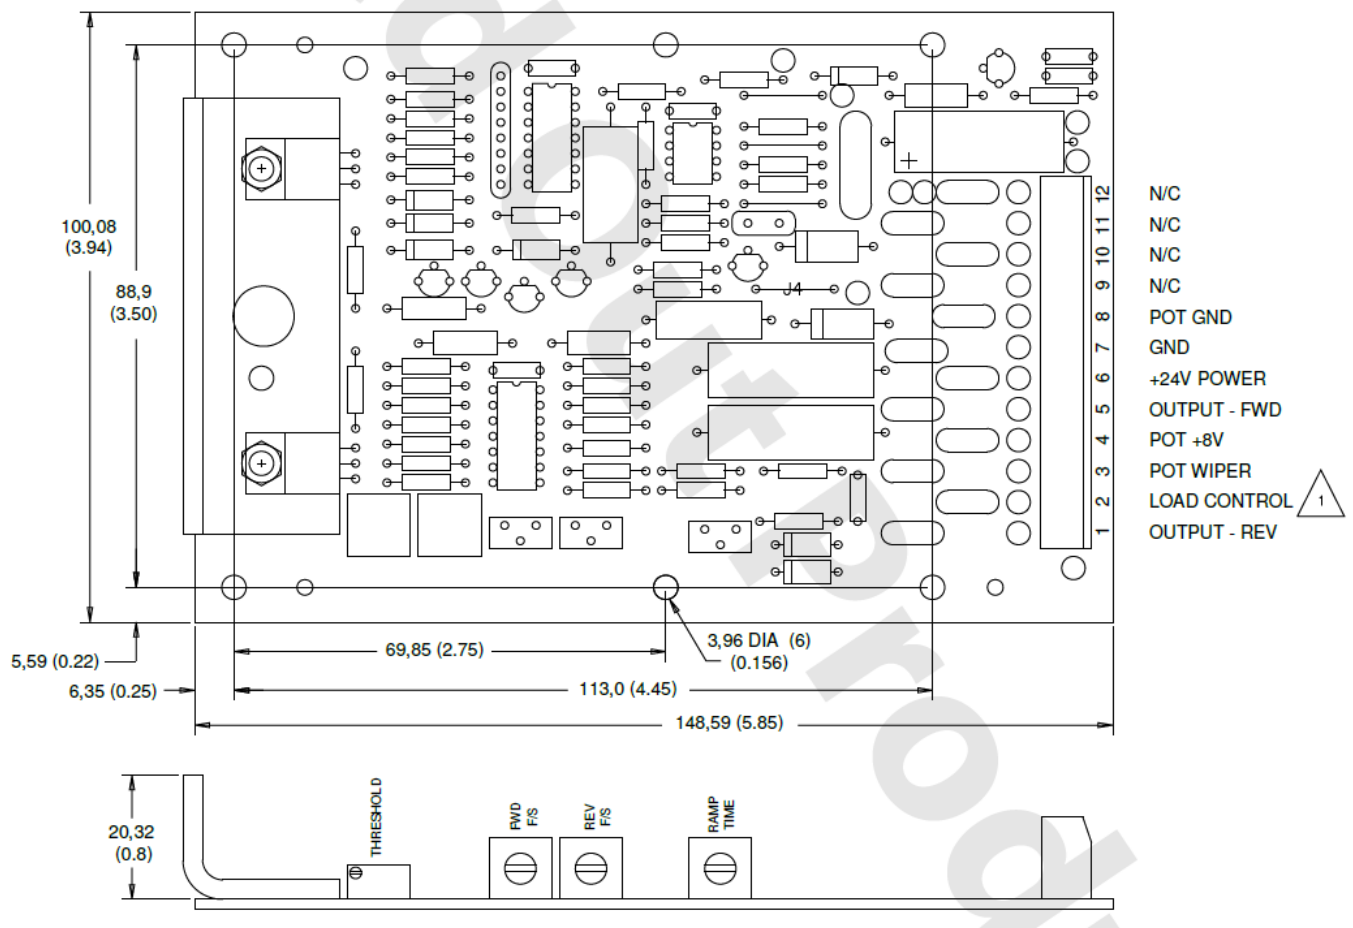 12 N/C
11 N/C
10 N/C
9 N/C
8 POT GND
7 GND
6 +24V POWER
5 OUTPUT - FWD
4 POT +8V
3 POT WIPER
2 LOAD CONTROL 1
1 OUTPUT - REV
100,08
(3.94)
88,9
(3.50)
J4
+
5,59 (0.22)
6,35 (0.25)
69,85 (2.75)
3,96 DIA (6)
(0.156)
113,0 (4.45)
148,59 (5.85)
20,32
(0.8)
THRESHOLD
FWD
F/S
REV
F/S
RAMP
TIME
d Out Prod